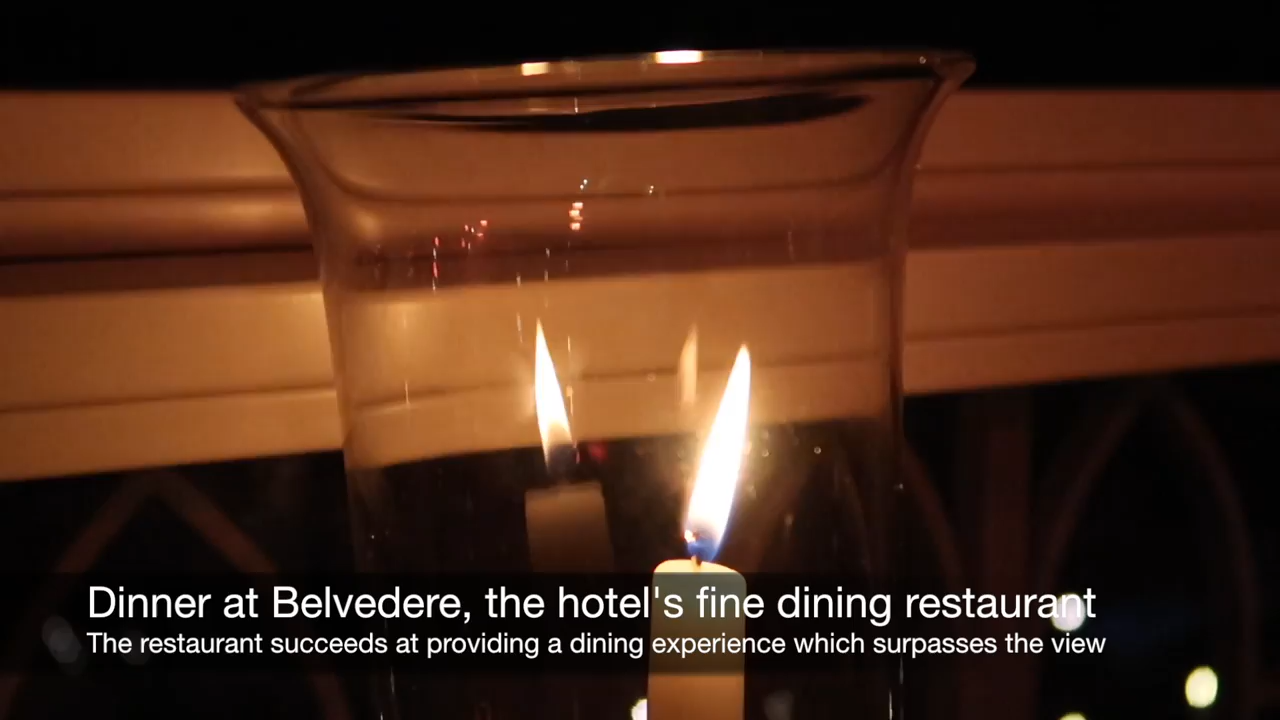 Dinner at Belvedere, the hotel's fine dining restaurant
The restaurant succeeds at providing a dining experience which surpasses the view